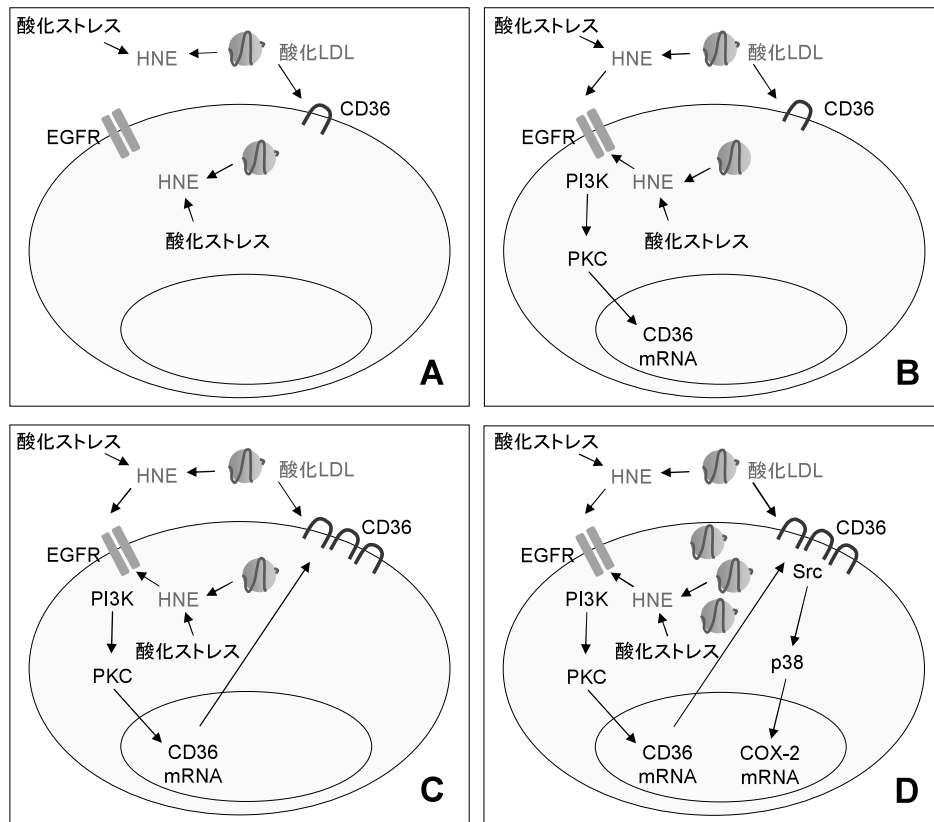 酸化ストレス
HNE
酸化LDL
CD36
EGFR
HNE
酸化ストレス
A
酸化ストレス
HNE
酸化LDL
CD36
EGFR
PI3K
HNE
酸化ストレス
PKC
CD36
mRNA
B
酸化ストレス
HNE
酸化LDL
CD36
EGFR
PI3K
HNE
酸化ストレス
PKC
CD36
mRNA
C
酸化ストレス
HNE
酸化LDL
CD36
EGFR
Src
PI3K
HNE
酸化ストレス
p38
PKC
CD36
mRNA
COX-2
mRNA
D